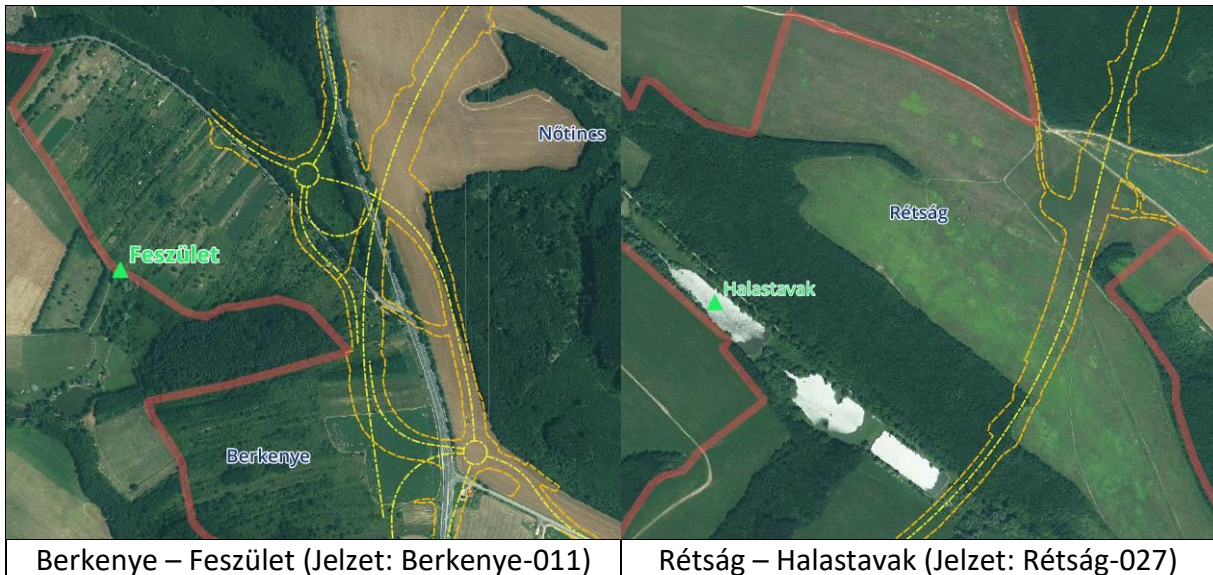 Nőtincs
Feszület
Berkenye
Rétság
Halastavak
Berkenye – Feszület (Jelzet: Berkenye-011)
Rétság – Halastavak (Jelzet: Rétság-027)